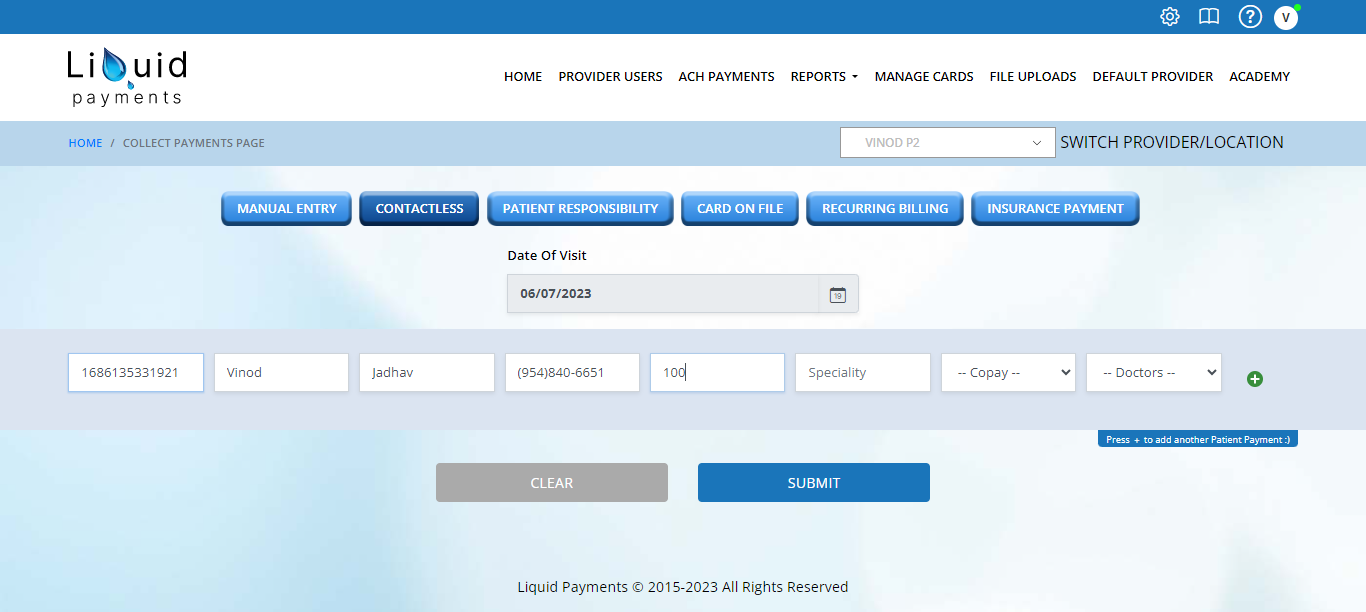 V
Liquid
payments
HOME PROVIDER USERS ACH PAYMENTS REPORTS MANAGE CARDS FILE UPLOADS DEFAULT PROVIDER ACADEMY
HOME / COLLECT PAYMENTS PAGE
VINOD P2
SWITCH PROVIDER/LOCATION
MANUAL ENTRY
CONTACTLESS
PATIENT RESPONSIBILITY
CARD ON FILE
RECURRING BILLING
INSURANCE PAYMENT
Date Of Visit
06/07/2023
19
1686135331921
Vinod
Jadhav
(954)840-6651
100
Speciality
-- Copay --
-- Doctors --
Press + to add another Patient Payment :)
CLEAR
SUBMIT
Liquid Payments © 2015-2023 All Rights Reserved